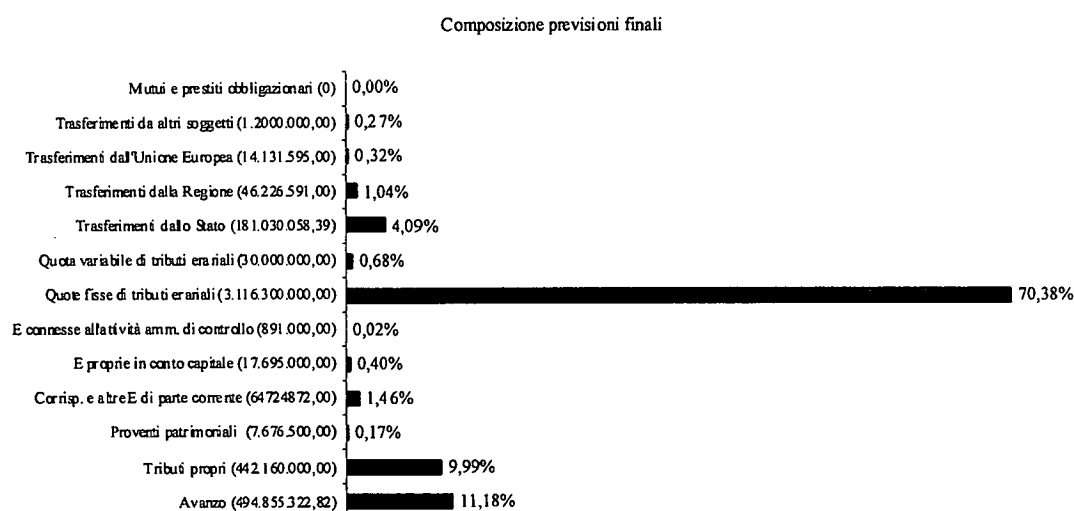 Composizione previsioni finali
Mutui e prestiti obbligazionari (0) 0,00%
Trasferimenti da altri soggetti (1.2000.000,00) 0,27%
Trasferimenti dall'Unione Europea (14.131.595,00) 0,32%
Trasferimenti dalla Regione (46.226.591,00) 1,04%
Trasferimenti dallo Stato (181.030.058,39) 4,09%
Quota variabile di tributi erariali (30.000.000,00) 0,68%
Quote fisse di tributi erariali (3.116.300.000,00) 70,38%
E connesse all'attività amm. di controllo (891.000,00) 0,02%
E proprie in conto capitale (17.695.000,00) 0,40%
Corrisp. e altre E di parte corrente (64724872,00) 1,46%
Proventi patrimoniali (7.676.500,00) 0,17%
Tributi propri (442.160.000,00) 9,99%
Avanzo (494.855.322,82) 11,18%